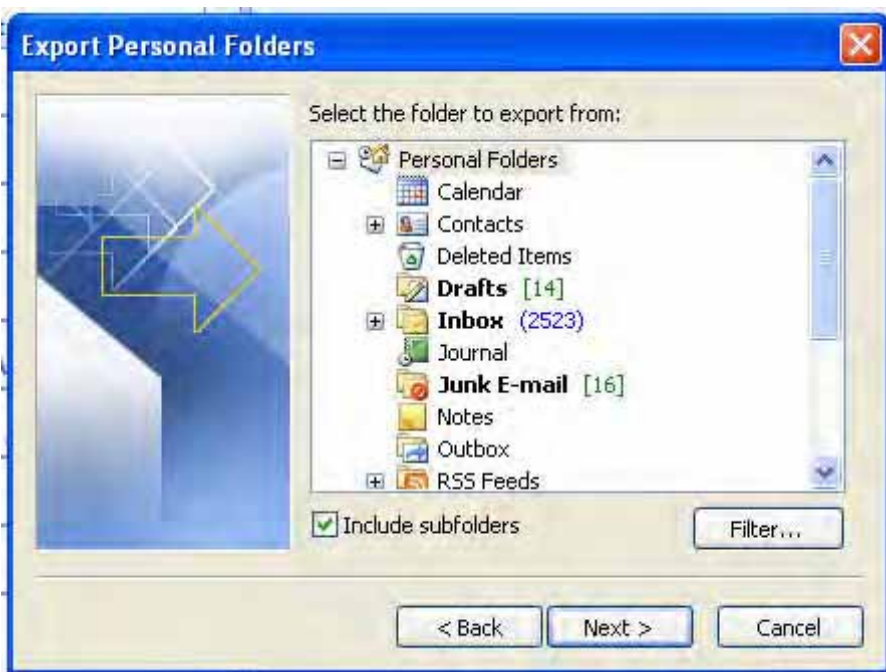 Export Personal Folders
Select the folder to export from:
Personal Folders
Calendar
Contacts
Deleted Items
Drafts [14]
Inbox (2523)
Journal
Junk E-mail [16]
Notes
Outbox
RSS Feeds
Include subfolders
Filter...
< Back
Next >
Cancel